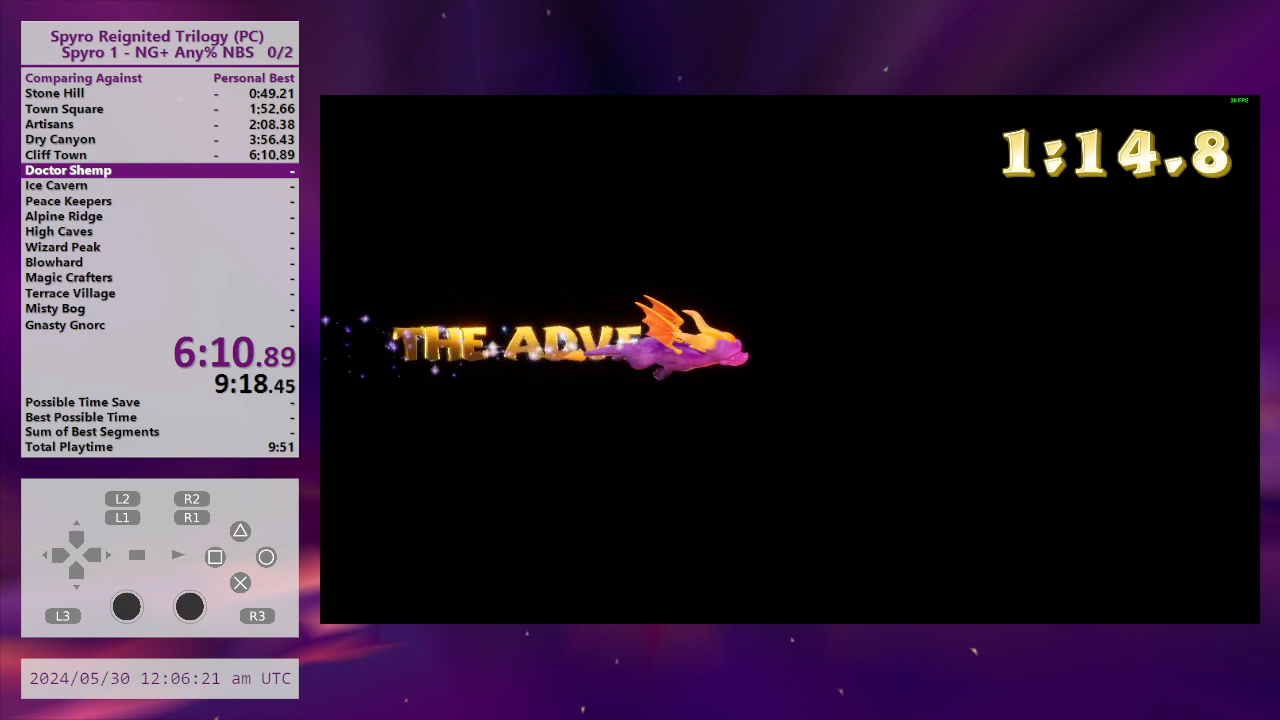 Spyro Reignited Trilogy (PC)
Spyro 1 - NG+ Any% NBS 0/2
Comparing Against Personal Best
Stone Hill - 0:49.21
Town Square - 1:52.66
Artisans - 2:08.38
Dry Canyon - 3:56.43
Cliff Town - 6:10.89
Doctor Shemp -
Ice Cavern -
Peace Keepers -
Alpine Ridge -
High Caves -
Wizard Peak -
Blowhard -
Magic Crafters -
Terrace Village -
Misty Bog -
Gnasty Gnorc -
6:10.89
9:18.45
Possible Time Save -
Best Possible Time -
Sum of Best Segments -
Total Playtime 9:51
L2 R2
L1 R1
L3 R3
2024/05/30 12:06:21 am UTC
30 FPS
1:14.8
THE ADVE